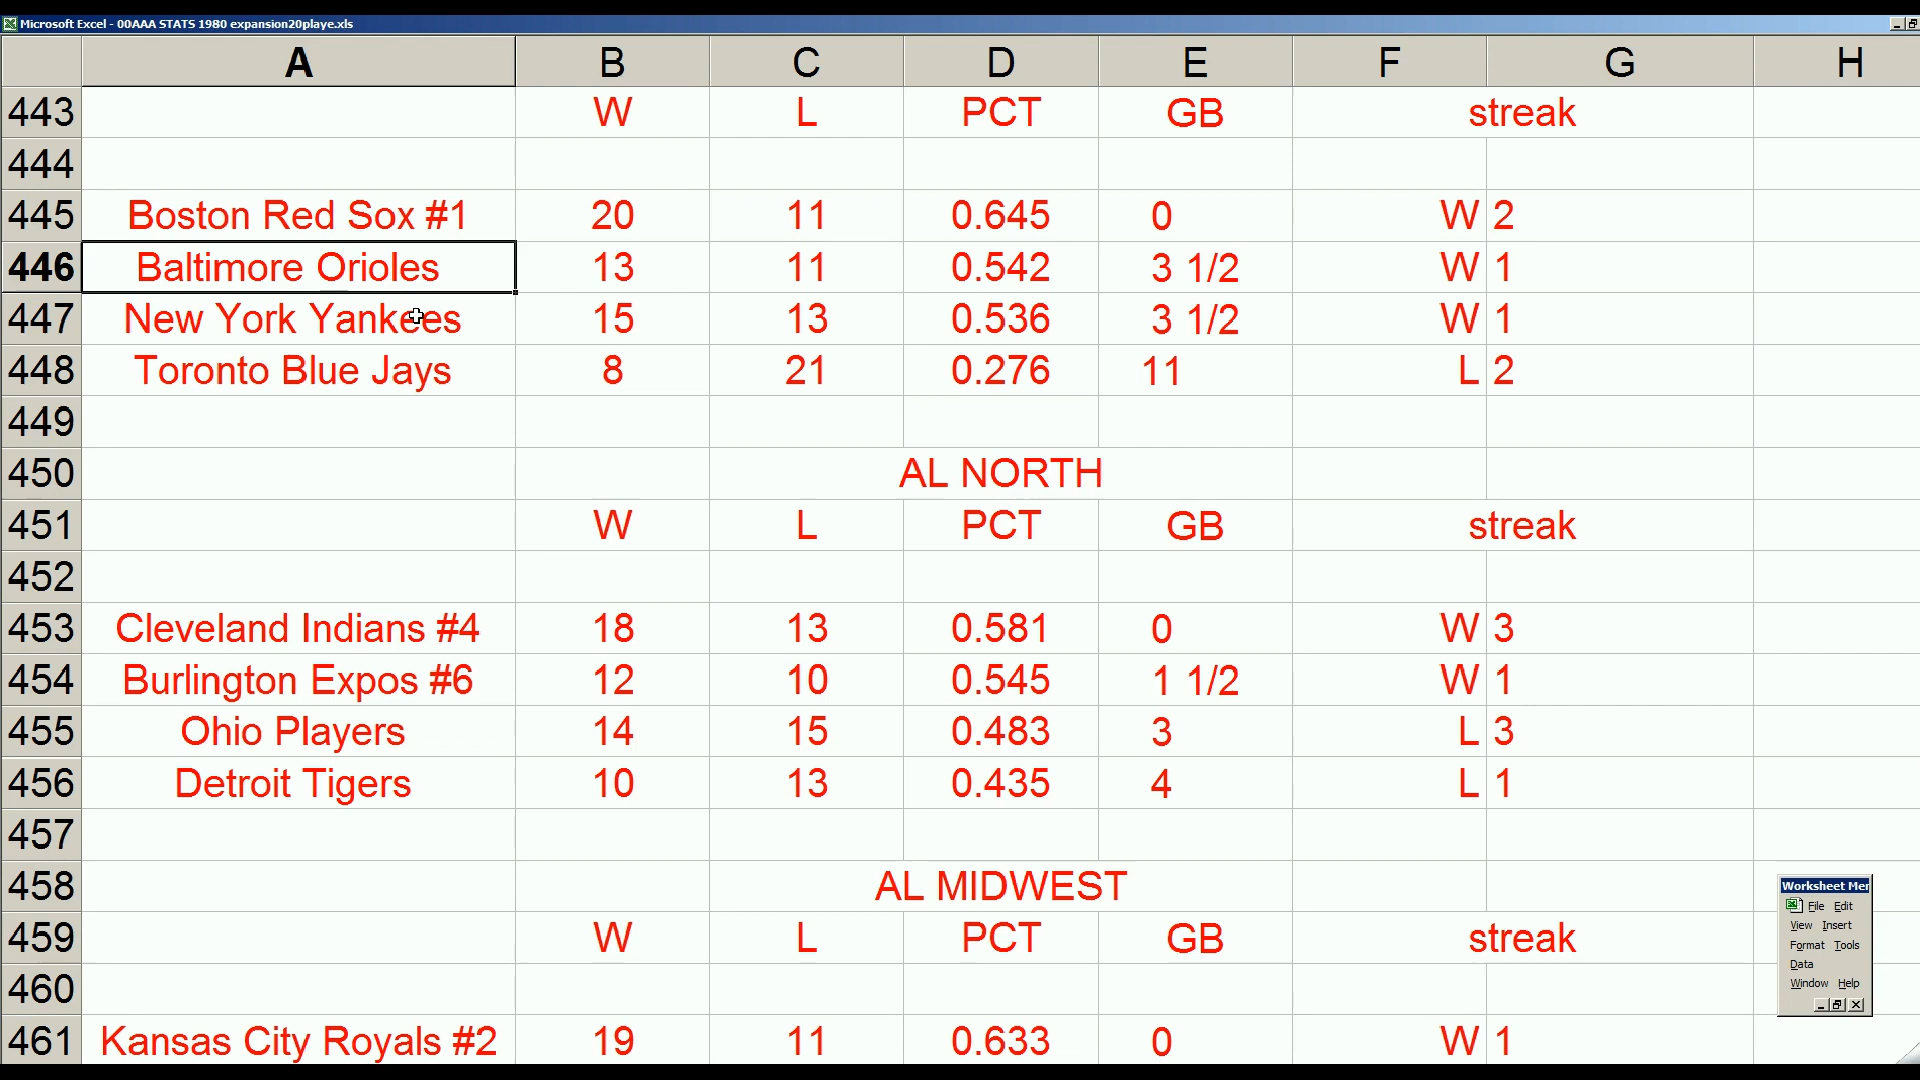 Microsoft Excel - 00AAA STATS 1980 expansion20playe.xls
A B C D E F G H
443 W L PCT GB streak
444
445 Boston Red Sox #1 20 11 0.645 0 W 2
446 Baltimore Orioles 13 11 0.542 3 1/2 W 1
447 New York Yankees 15 13 0.536 3 1/2 W 1
448 Toronto Blue Jays 8 21 0.276 11 L 2
449
450 AL NORTH
451 W L PCT GB streak
452
453 Cleveland Indians #4 18 13 0.581 0 W 3
454 Burlington Expos #6 12 10 0.545 1 1/2 W 1
455 Ohio Players 14 15 0.483 3 L 3
456 Detroit Tigers 10 13 0.435 4 L 1
457
458 AL MIDWEST
459 W L PCT GB streak
460
461 Kansas City Royals #2 19 11 0.633 0 W 1
Worksheet Mer
File Edit
View Insert
Format Tools
Data
Window Help